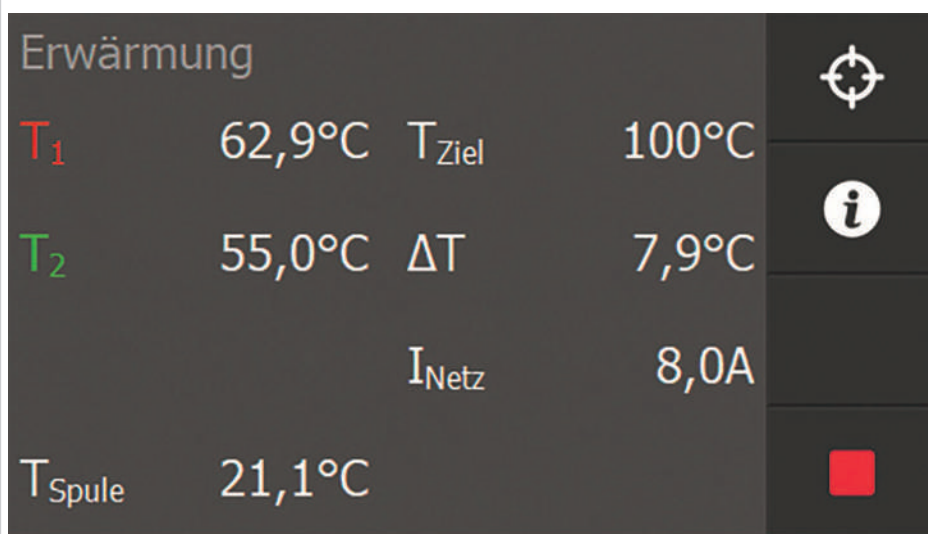 Erwärmung
T1 62,9°C TZiel 100°C
T2 55,0°C ΔT 7,9°C
INetz 8,0A
TSpule 21,1°C